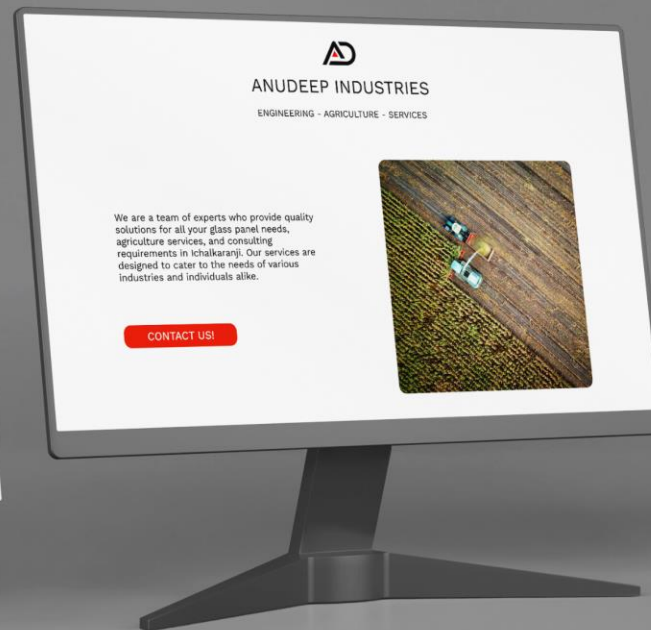 ANUDEEP INDUSTRIES
ENGINEERING - AGRICULTURE - SERVICES
We are a team of experts who provide quality
solutions for all your glass panel needs,
agriculture services, and consulting
requirements in Ichalkaranji. Our services are
designed to cater to the needs of various
industries and individuals alike.
CONTACT US!